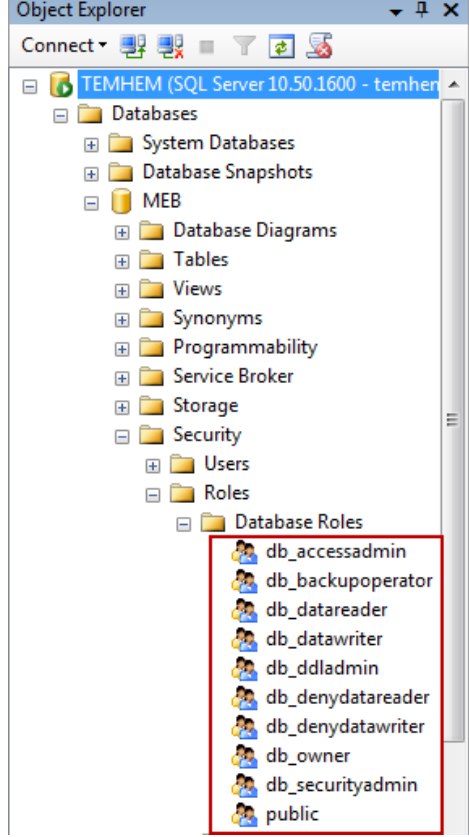 Object Explorer
Connect
TEMHEM (SQL Server 10.50.1600 - temhen
Databases
System Databases
Database Snapshots
MEB
Database Diagrams
Tables
Views
Synonyms
Programmability
Service Broker
Storage
Security
Users
Roles
Database Roles
db_accessadmin
db_backupoperator
db_datareader
db_datawriter
db_ddladmin
db_denydatareader
db_denydatawriter
db_owner
db_securityadmin
public